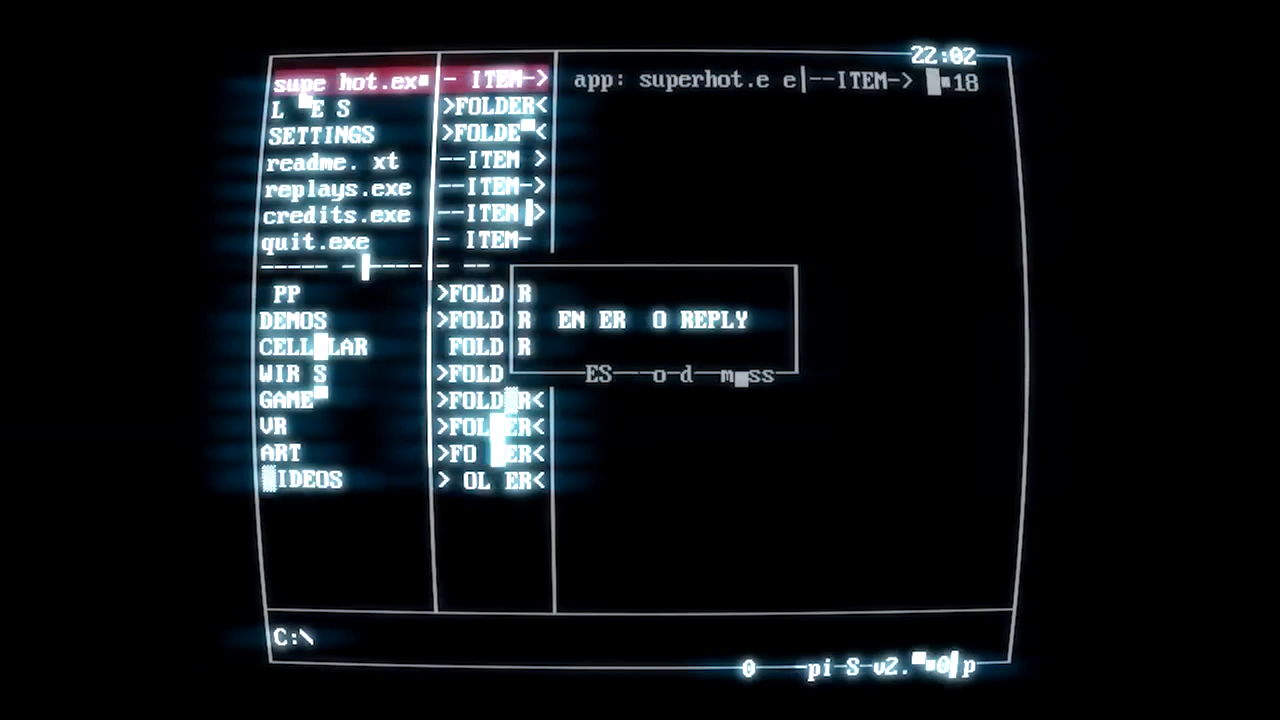 22:02
supe hot.ex - ITEM-> app: superhot.e e --ITEM-> 18
L E S >FOLDER<
SETTINGS >FOLDE <
readme. xt --ITEM >
replays.exe --ITEM->
credits.exe --ITEM >
quit.exe - ITEM-
PP >FOLD R
DEMOS >FOLD R EN ER O REPLY
CELL LAR FOLD R
WIR S >FOLD
ES o d m ss
GAME >FOLD R<
VR >FOL ER<
ART >FO ER<
IDEOS > OL ER<
C:\
0 pi S v2. 0 p